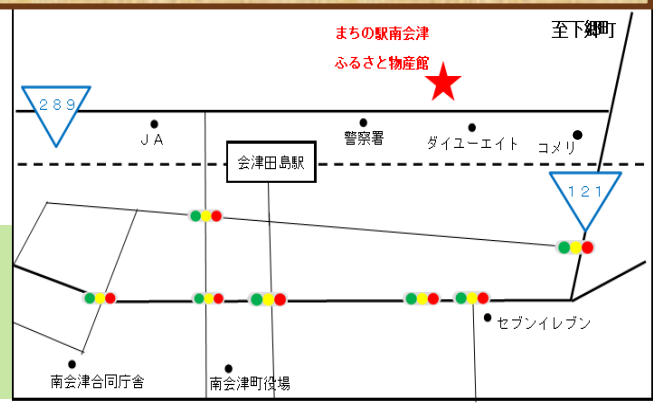 まちの駅南会津
ふるさと物産館
至下郷町
289
JA
警察署
ダイユーエイト
コメリ
会津田島駅
121
セブンイレブン
南会津合同庁舎
南会津町役場